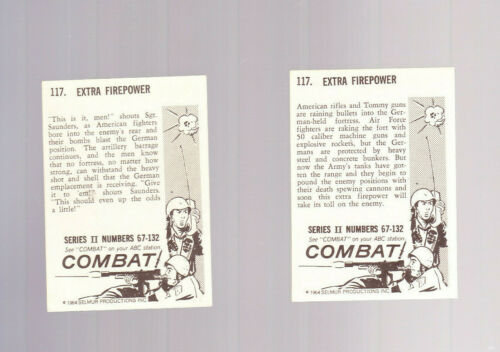 117. EXTRA FIREPOWER
"This is it, men!" shouts Sgt.
Saunders, as American fighters
bore into the enemy's rear and
their bombs blast the German
position. The artillery barrage
continues, and the men know
that no fortress, no matter how
strong, can withstand the heavy
shot and shell that the German
emplacement is receiving. "Give
it to 'em!" shouts Saunders.
"This should even up the odds
a little!"
SERIES II NUMBERS 67-132
See "COMBAT" on your ABC station.
COMBAT!
© 1964 SELMUR PRODUCTIONS INC.
117. EXTRA FIREPOWER
American rifles and Tommy guns
are raining bullets into the Ger-
man-held fortress. Air Force
fighters are raking the fort with
50 caliber machine guns and
explosive rockets, but the Ger-
mans are protected by heavy
steel and concrete bunkers. But
now the Army's tanks have got-
ten the range and they begin to
pound the enemy positions with
their death spewing cannons and
soon this extra firepower will
take its toll on the enemy.
SERIES II NUMBERS 67-132
See "COMBAT" on your ABC station.
COMBAT!
© 1964 SELMUR PRODUCTIONS INC.